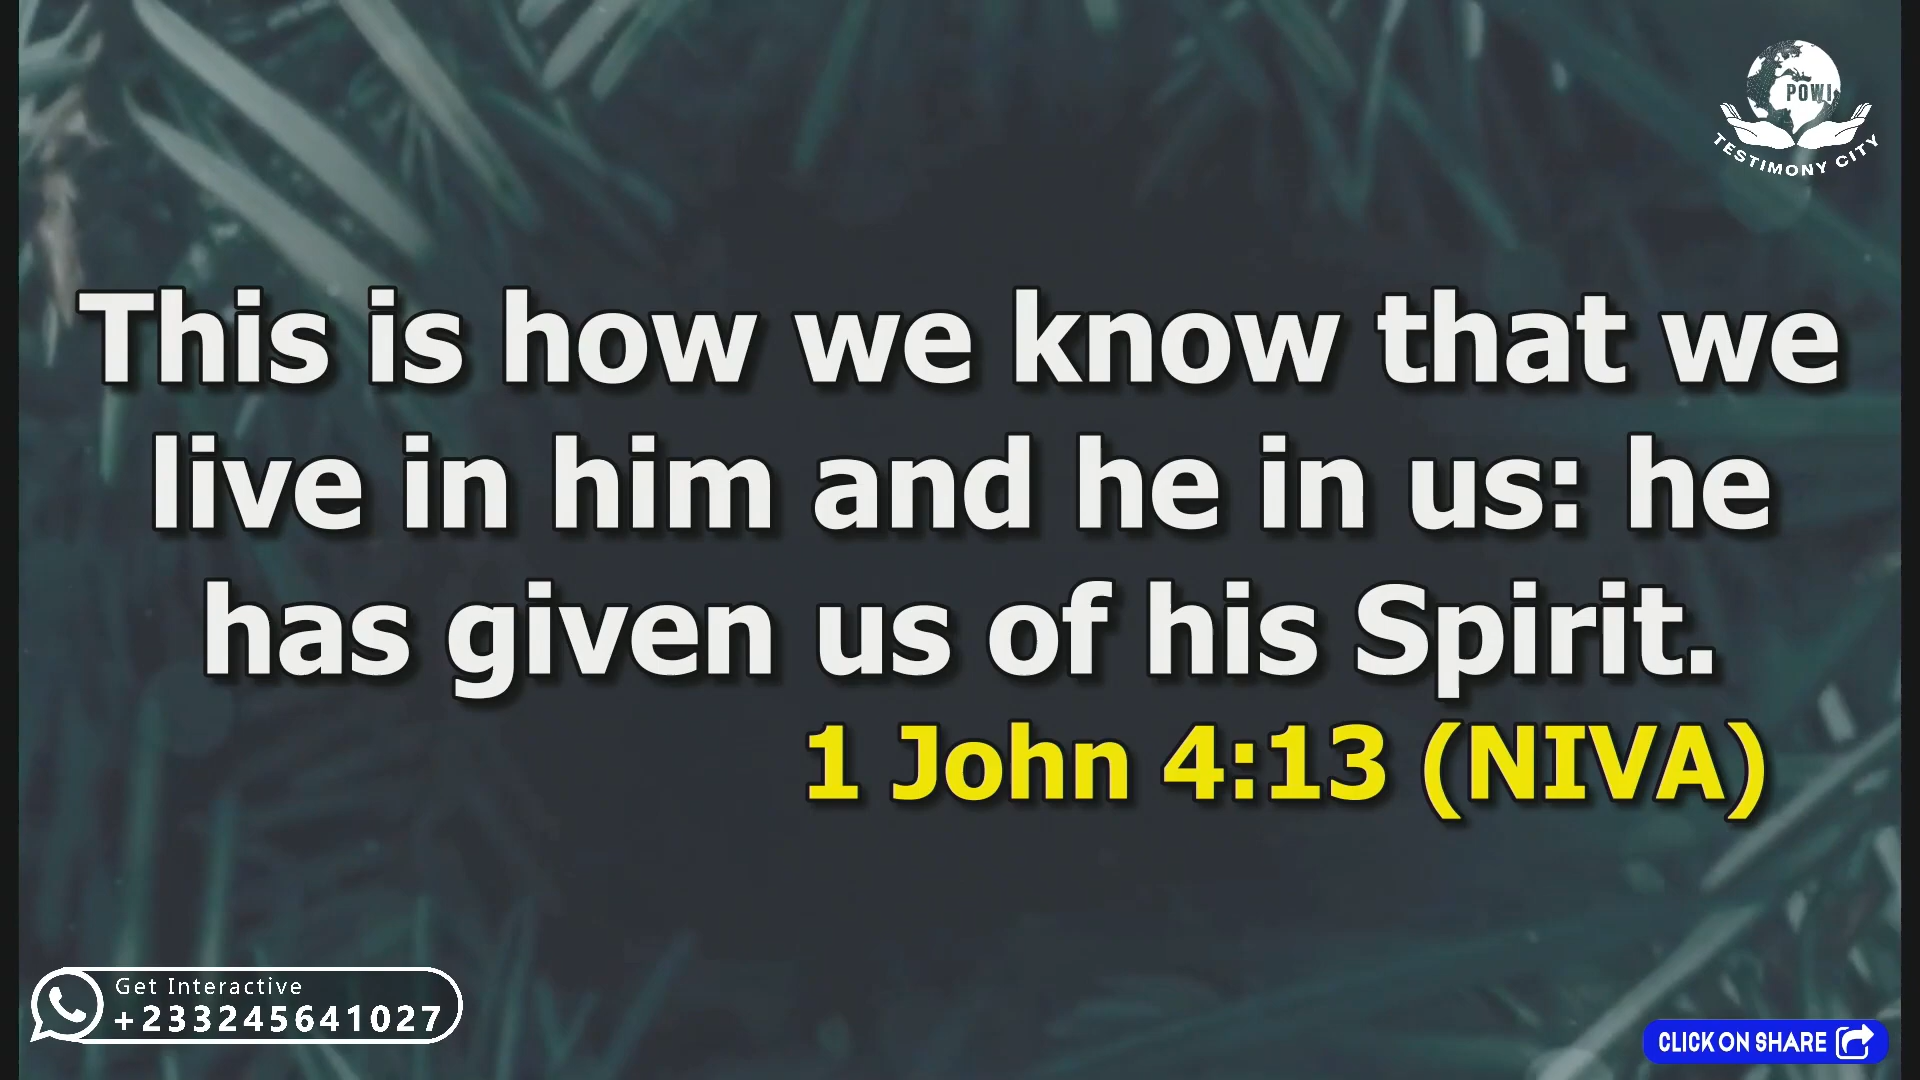 POWI
TESTIMONY CITY
This is how we know that we
live in him and he in us: he
has given us of his Spirit.
1 John 4:13 (NIVA)
Get Interactive
+233245641027
CLICK ON SHARE